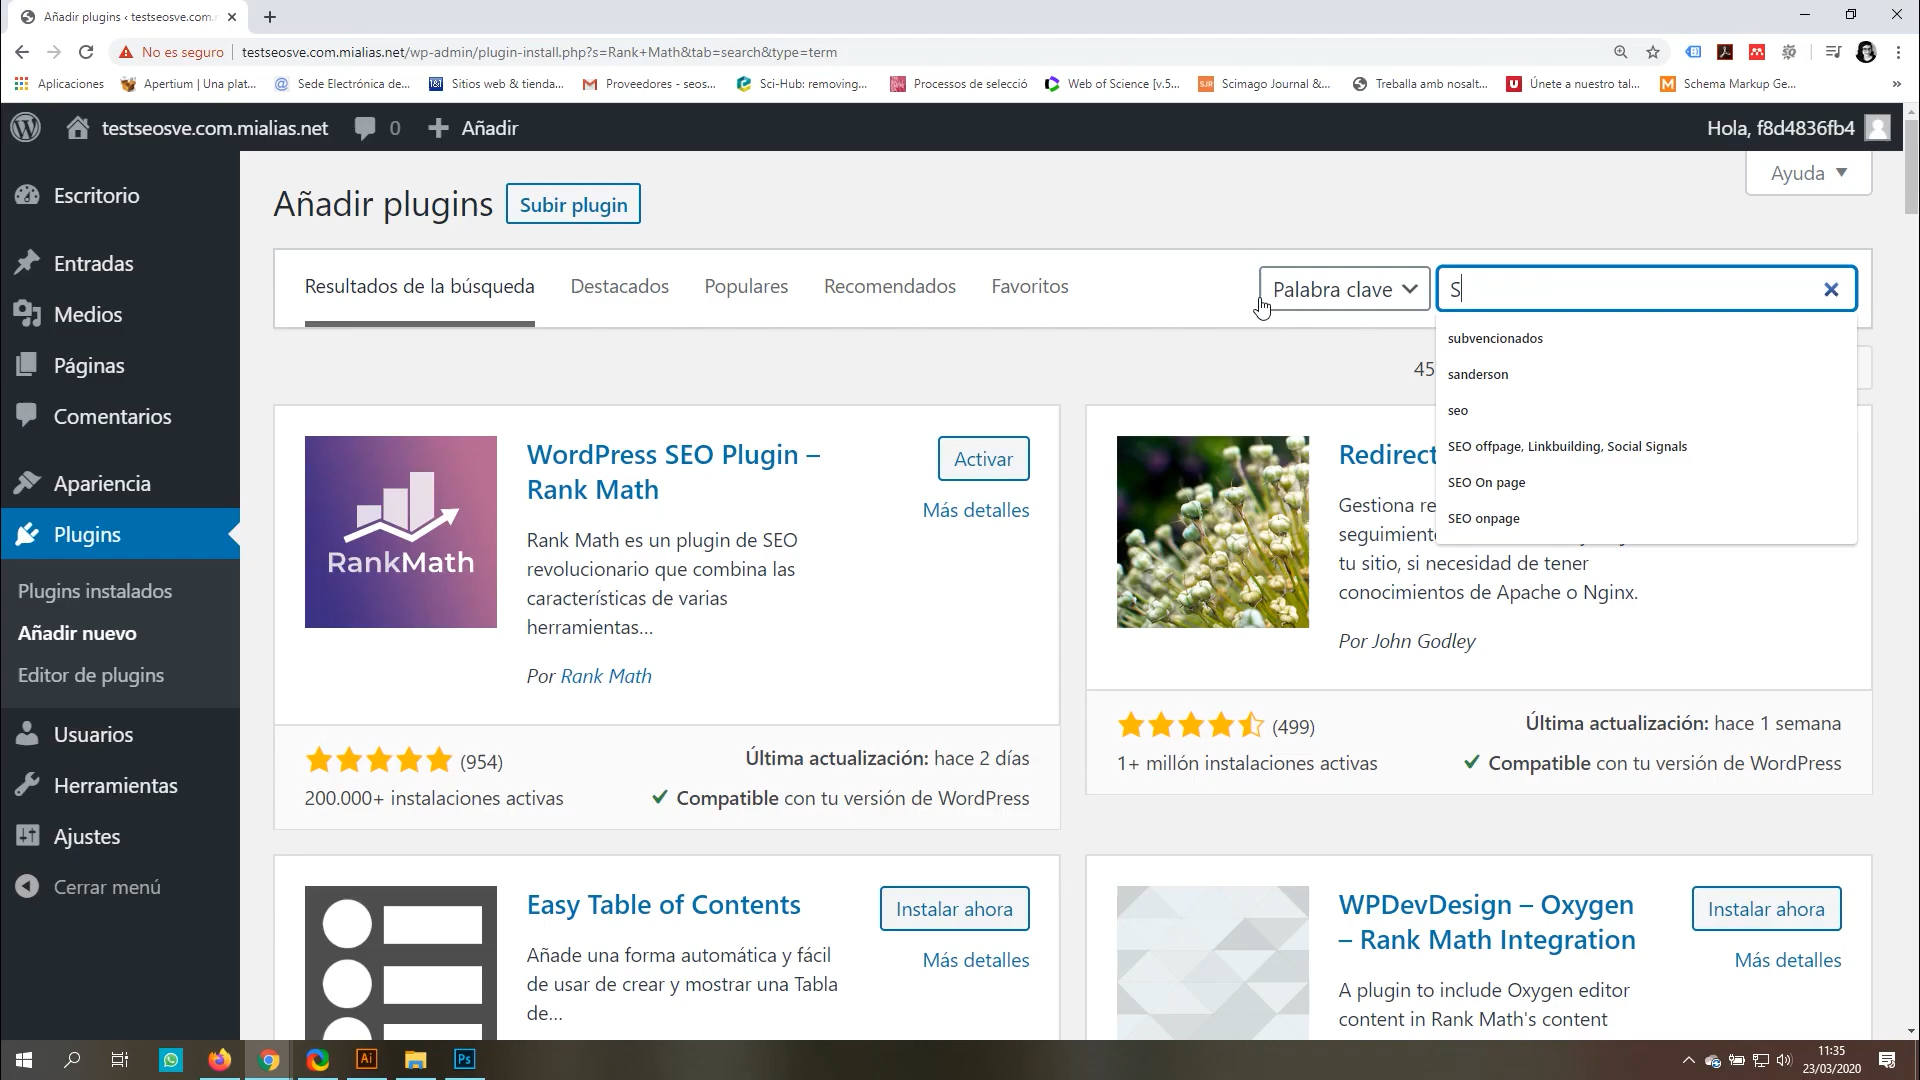 Añadir plugins ‹ testseosve.com.m
No es seguro
testseosve.com.mialias.net/wp-admin/plugin-install.php?s=Rank+Math&tab=search&type=term
Aplicaciones
Apertium | Una plat...
Sede Electrónica de...
Sitios web & tienda...
Proveedores - seos...
Sci-Hub: removing...
Processos de selecció
Web of Science [v.5...
Scimago Journal &...
Treballa amb nosalt...
Únete a nuestro tal...
Schema Markup Ge...
»
testseosve.com.mialias.net
0
Añadir
Hola, f8d4836fb4
Escritorio
Entradas
Medios
Páginas
Comentarios
Apariencia
Plugins
Plugins instalados
Añadir nuevo
Editor de plugins
Usuarios
Herramientas
Ajustes
Cerrar menú
Ayuda
Añadir plugins
Subir plugin
Resultados de la búsqueda
Destacados
Populares
Recomendados
Favoritos
Palabra clave
S
subvencionados
sanderson
seo
SEO offpage, Linkbuilding, Social Signals
SEO On page
SEO onpage
45
RankMath
WordPress SEO Plugin –
Rank Math
Activar
Más detalles
Rank Math es un plugin de SEO
revolucionario que combina las
características de varias
herramientas...
Por Rank Math
(954)
Última actualización: hace 2 días
200.000+ instalaciones activas
Compatible con tu versión de WordPress
Redirect
Gestiona re
seguimient
tu sitio, si necesidad de tener
conocimientos de Apache o Nginx.
Por John Godley
(499)
Última actualización: hace 1 semana
1+ millón instalaciones activas
Compatible con tu versión de WordPress
Easy Table of Contents
Instalar ahora
Más detalles
Añade una forma automática y fácil
de usar de crear y mostrar una Tabla
de...
WPDevDesign – Oxygen
– Rank Math Integration
Instalar ahora
Más detalles
A plugin to include Oxygen editor
content in Rank Math's content
Ai
Ps
11:35
23/03/2020